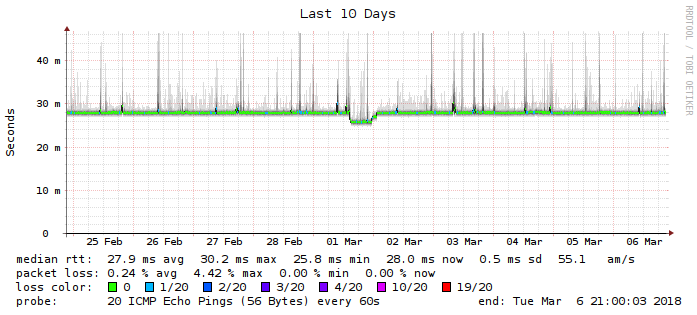 Last 10 Days
RRDTOOL / TOBI OETIKER
Seconds
40 m
30 m
20 m
10 m
0
25 Feb 26 Feb 27 Feb 28 Feb 01 Mar 02 Mar 03 Mar 04 Mar 05 Mar 06 Mar
median rtt: 27.9 ms avg 30.2 ms max 25.8 ms min 28.0 ms now 0.5 ms sd 55.1 am/s
packet loss: 0.24 % avg 4.42 % max 0.00 % min 0.00 % now
loss color: 0 1/20 2/20 3/20 4/20 10/20 19/20
probe: 20 ICMP Echo Pings (56 Bytes) every 60s end: Tue Mar 6 21:00:03 2018